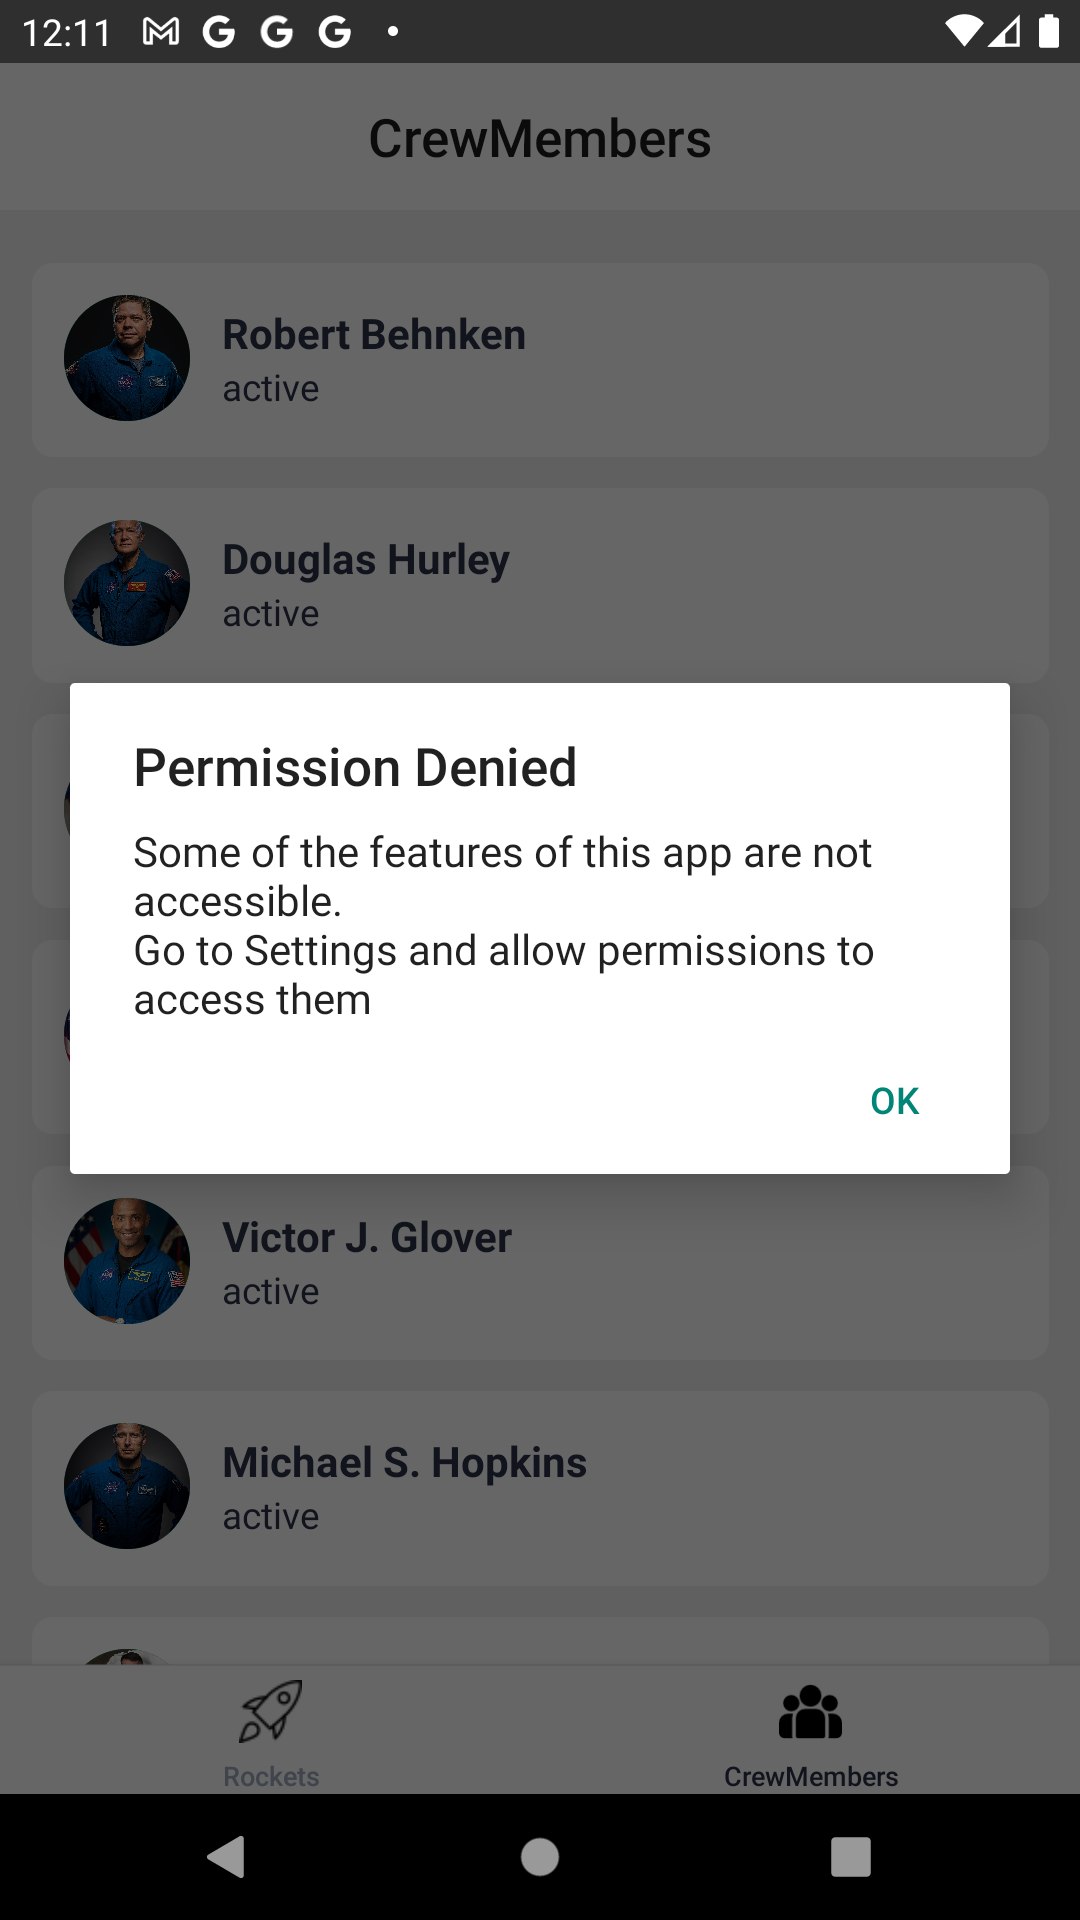 12:11
CrewMembers
Robert Behnken
active
Douglas Hurley
active
Permission Denied
Some of the features of this app are not
accessible.
Go to Settings and allow permissions to
access them
OK
Victor J. Glover
active
Michael S. Hopkins
active
Rockets
CrewMembers